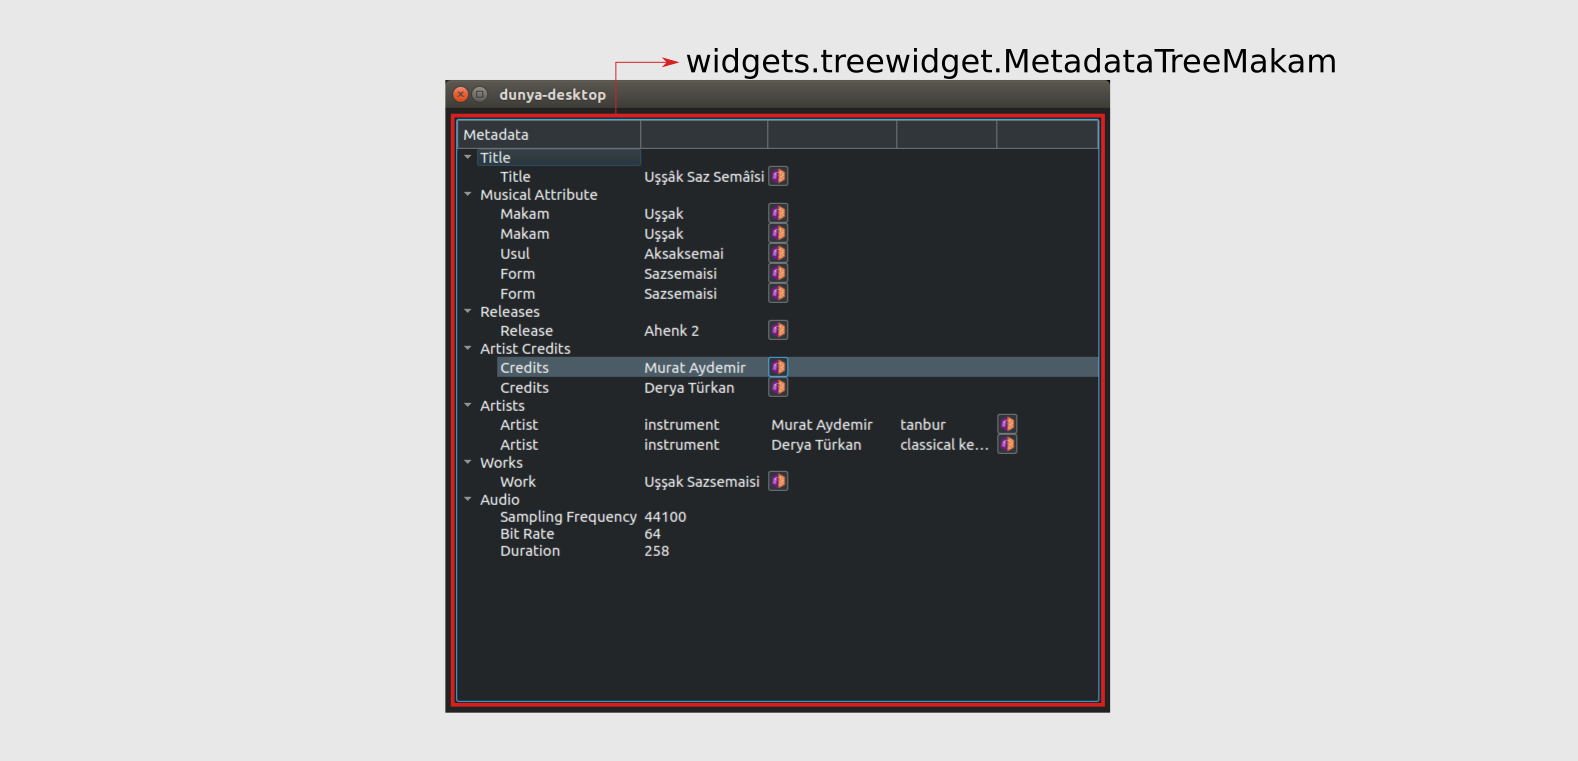 widgets.treewidget.MetadataTreeMakam
dunya-desktop
Metadata
Title
Title Uşşâk Saz Semâîsi
Musical Attribute
Makam Uşşak
Makam Uşşak
Usul Aksaksemai
Form Sazsemaisi
Form Sazsemaisi
Releases
Release Ahenk 2
Artist Credits
Credits Murat Aydemir
Credits Derya Türkan
Artists
Artist instrument Murat Aydemir tanbur
Artist instrument Derya Türkan classical ke...
Works
Work Uşşak Sazsemaisi
Audio
Sampling Frequency 44100
Bit Rate 64
Duration 258